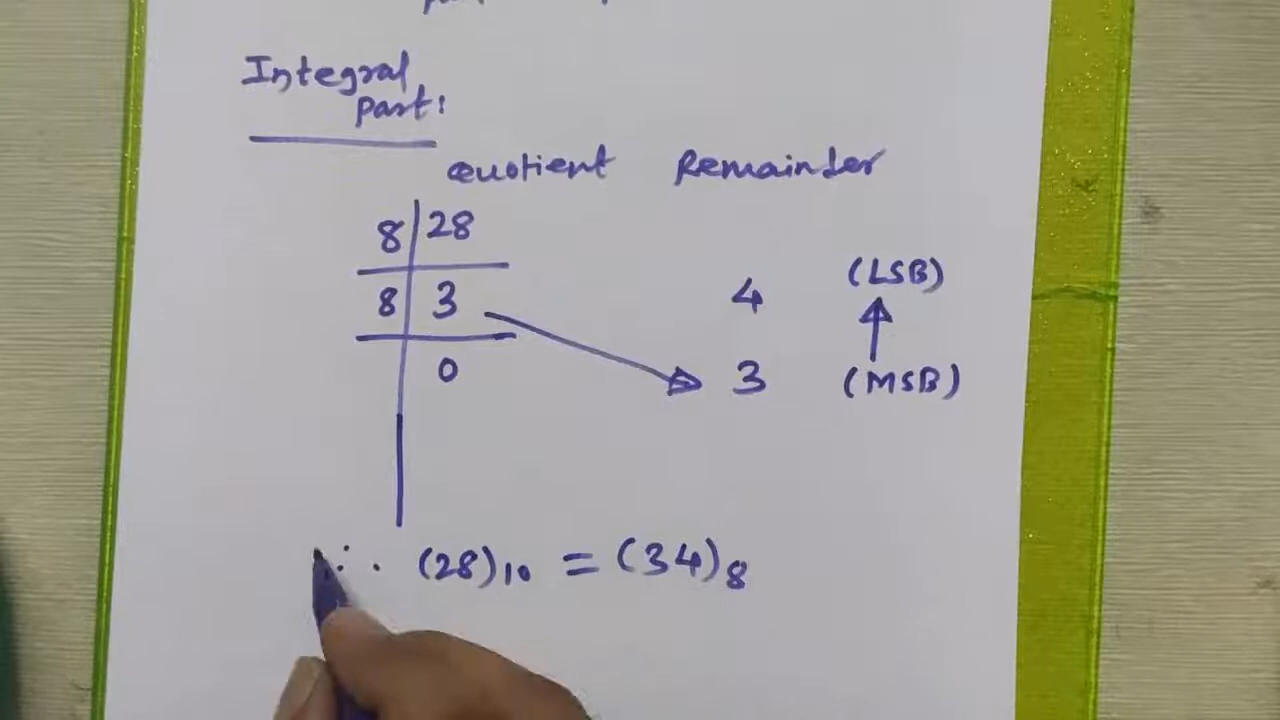 Integral
Part:
Quotient Remainder
8 28
8 3 4 (LSB)
0 3 (MSB)
∴ (28)10 = (34)8